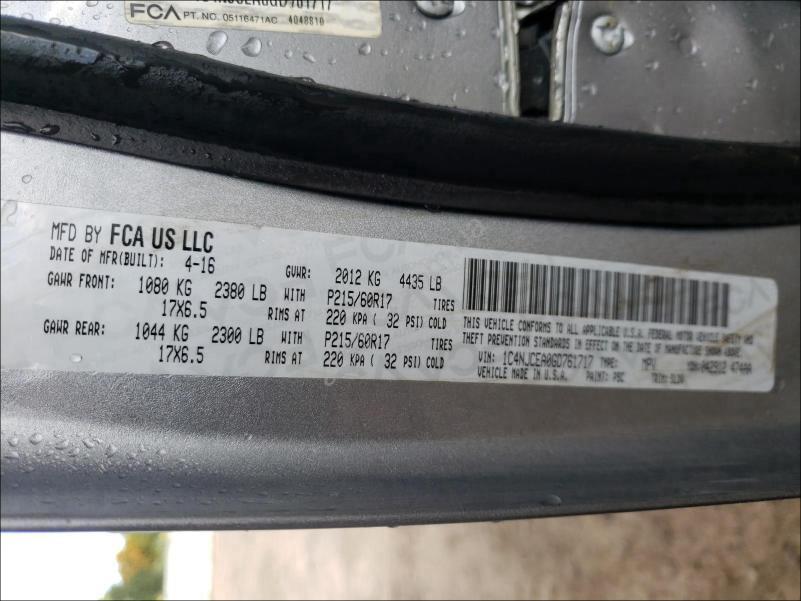 FCA PT. NO. 05116471AC 4048810
MFD BY FCA US LLC
DATE OF MFR(BUILT): 4-16 GVWR: 2012 KG 4435 LB
GAWR FRONT: 1080 KG 2380 LB WITH P215/60R17 TIRES
17X6.5 RIMS AT 220 KPA ( 32 PSI) COLD
GAWR REAR: 1044 KG 2300 LB WITH P215/60R17 TIRES
17X6.5 RIMS AT 220 KPA ( 32 PSI) COLD
THIS VEHICLE CONFORMS TO ALL APPLICABLE U.S.A. FEDERAL MOTOR VEHICLE SAFETY AND
THEFT PREVENTION STANDARDS IN EFFECT ON THE DATE OF MANUFACTURE SHOWN ABOVE.
VIN: 1C4NJCEA0GD761717 TYPE: MPV
VEHICLE MADE IN U.S.A. PAINT: PSC TRIM: